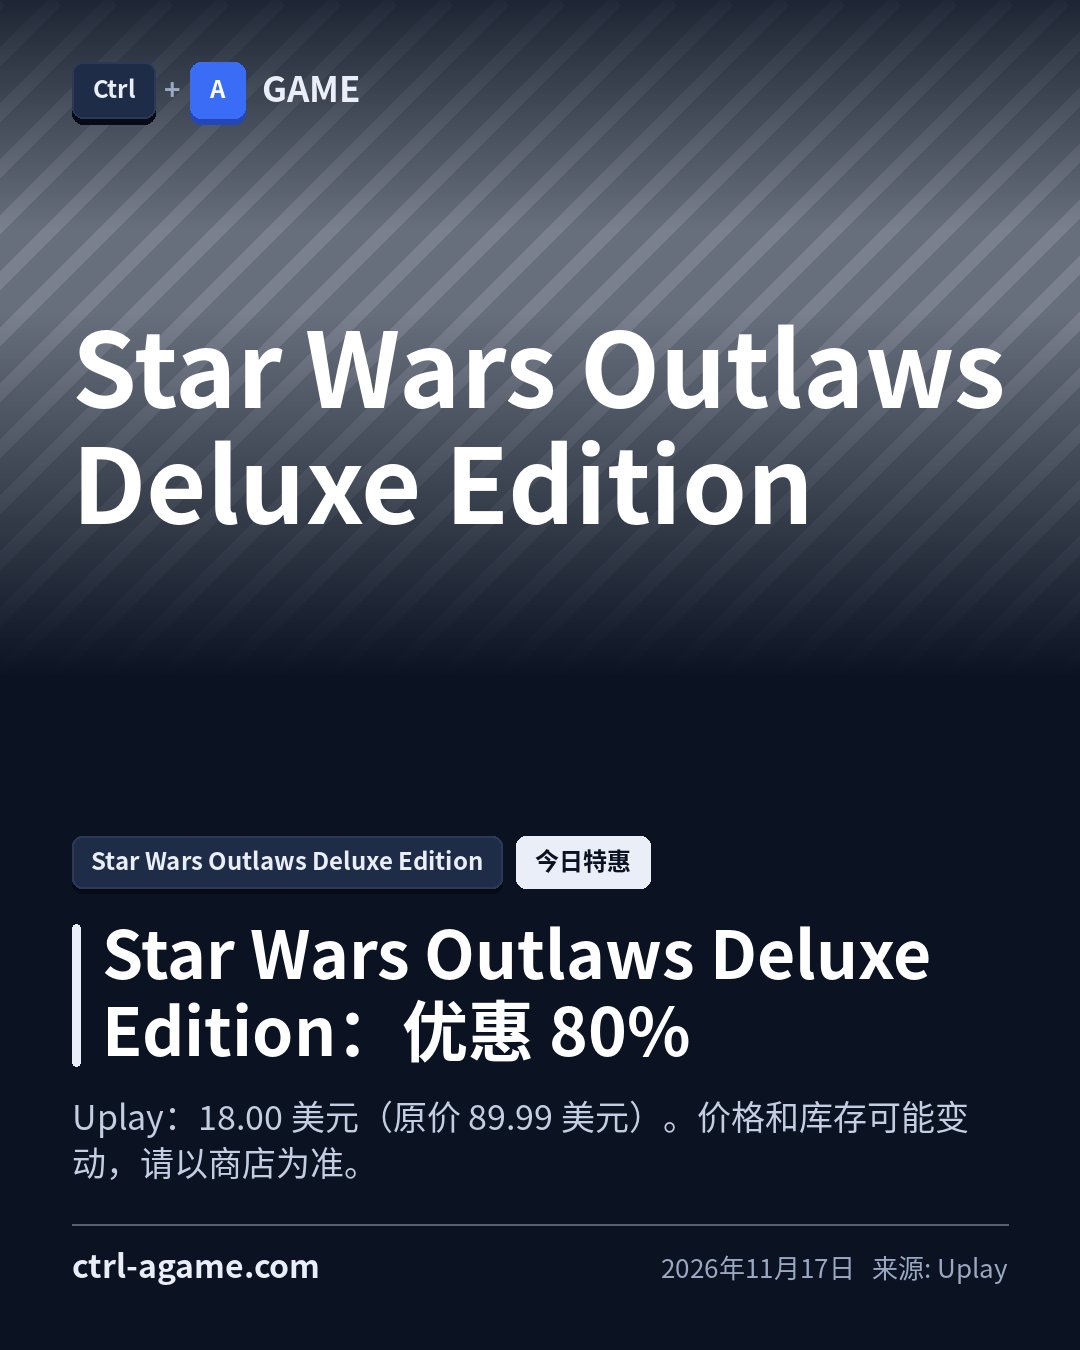 Ctrl + A GAME
Star Wars Outlaws
Deluxe Edition
Star Wars Outlaws Deluxe Edition 今日特惠
Star Wars Outlaws Deluxe
Edition：优惠 80%
Uplay：18.00 美元（原价 89.99 美元）。价格和库存可能变
动，请以商店为准。
ctrl-agame.com 2026年11月17日 来源: Uplay